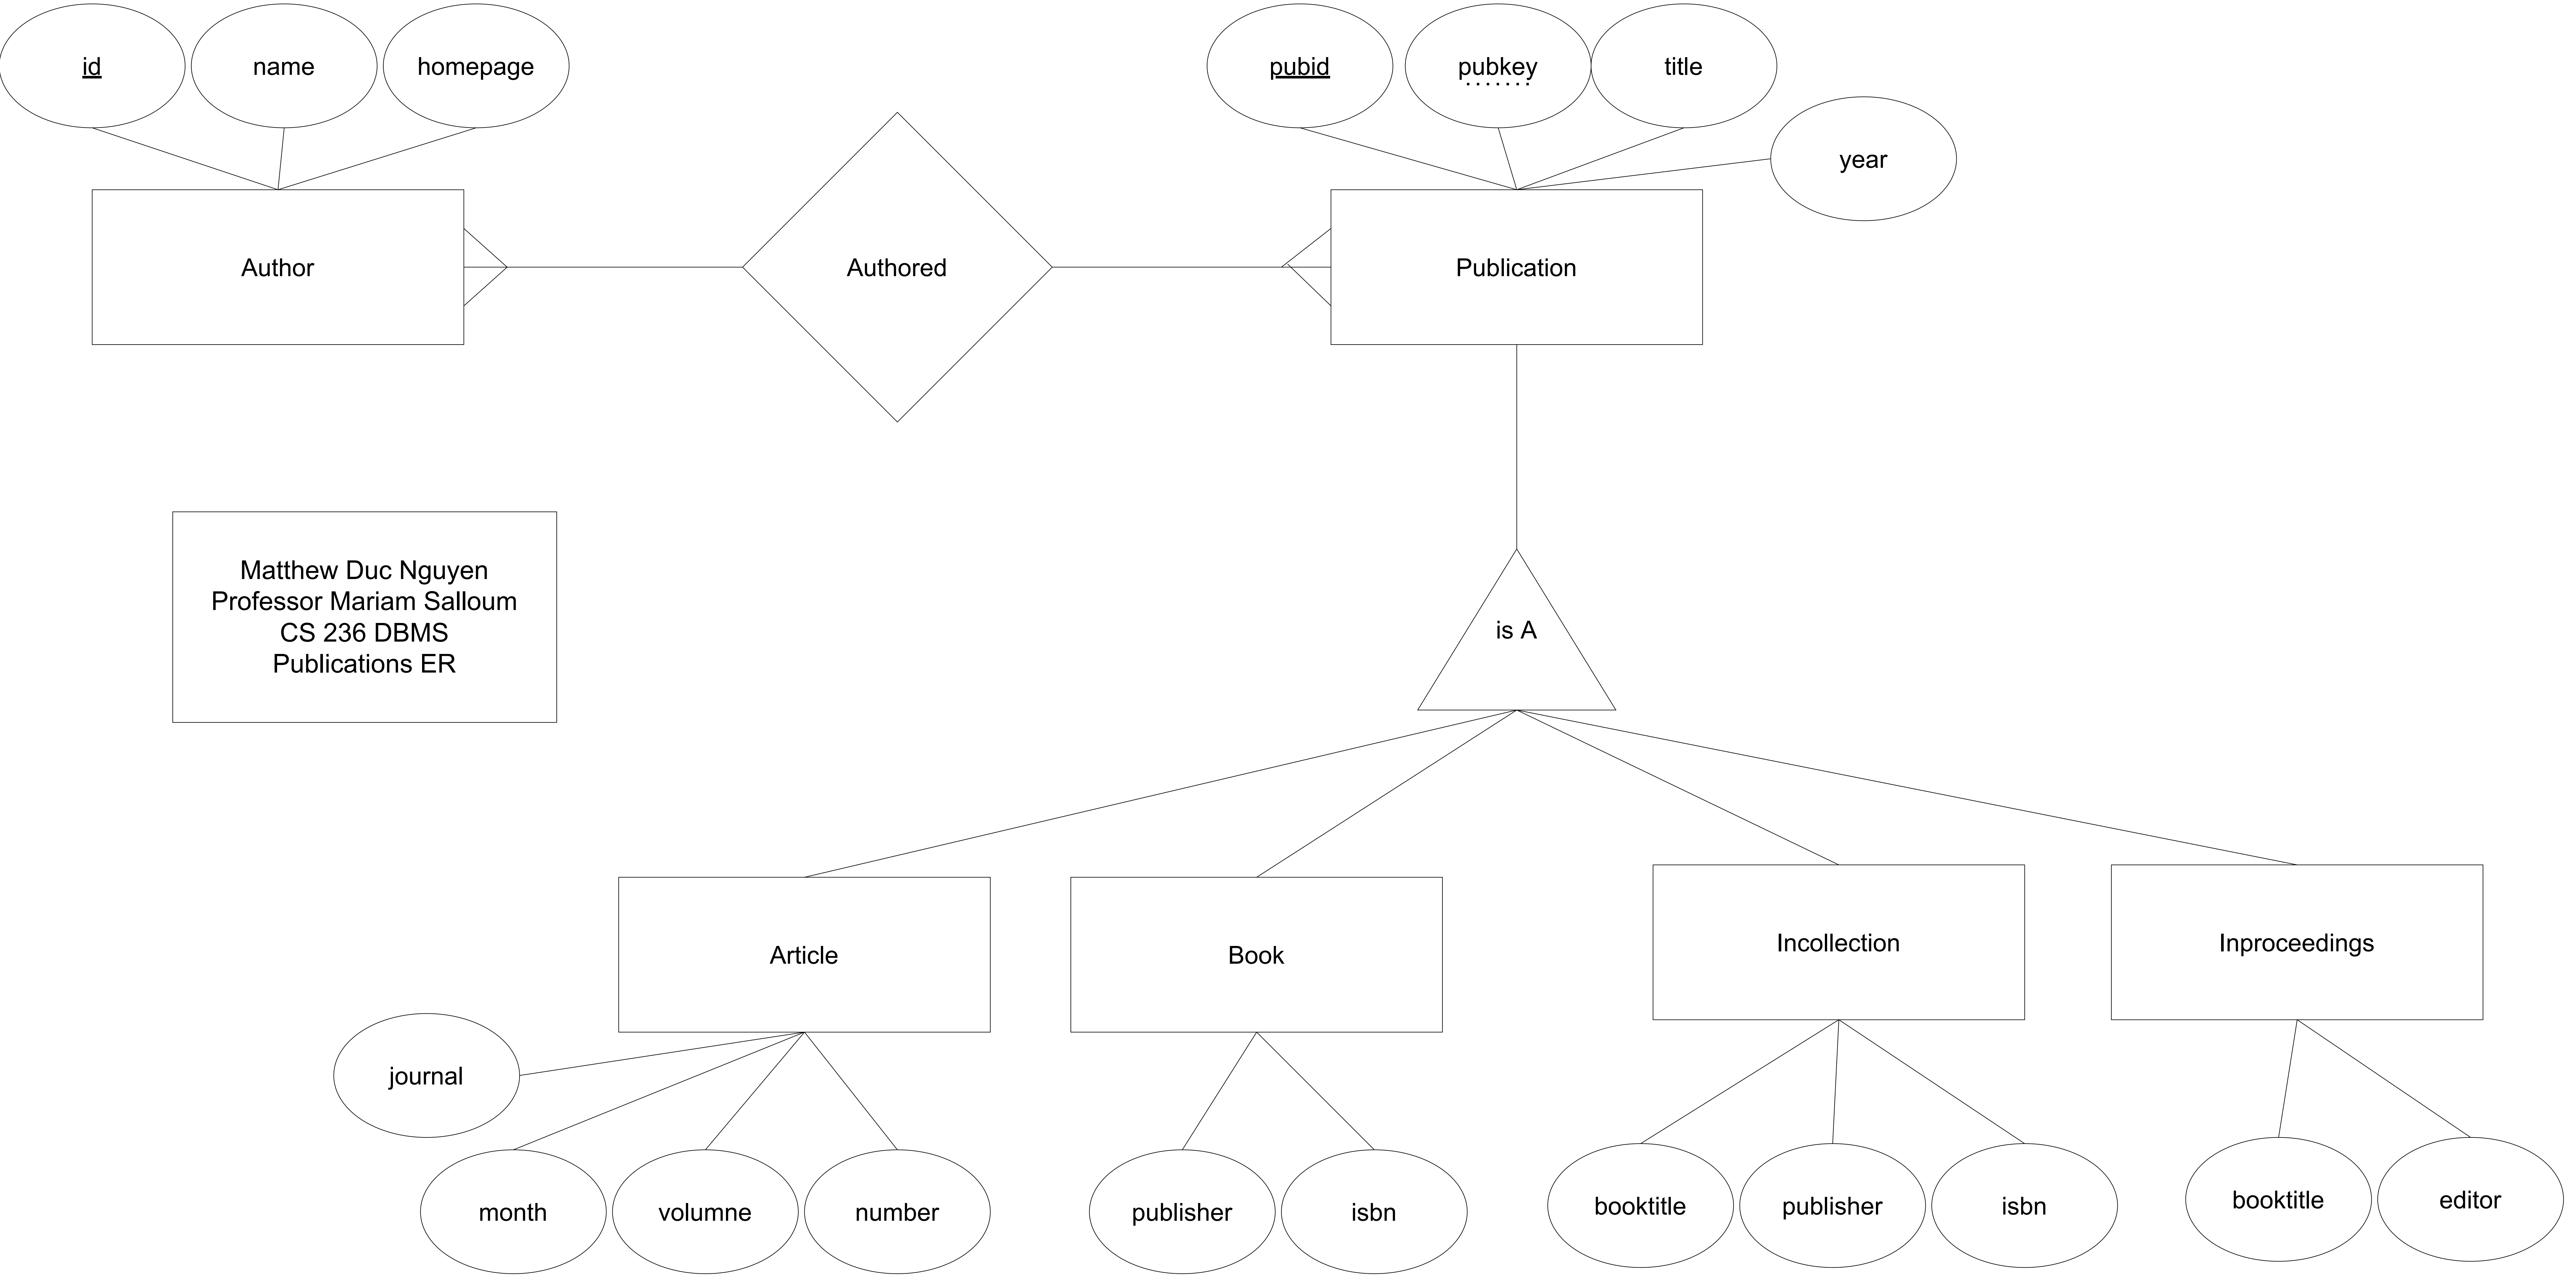 id
name
homepage
pubid
pubkey
title
year
Author
Authored
Publication
Matthew Duc Nguyen
Professor Mariam Salloum
CS 236 DBMS
Publications ER
is A
Article
Book
Incollection
Inproceedings
journal
month
volumne
number
publisher
isbn
booktitle
publisher
isbn
booktitle
editor